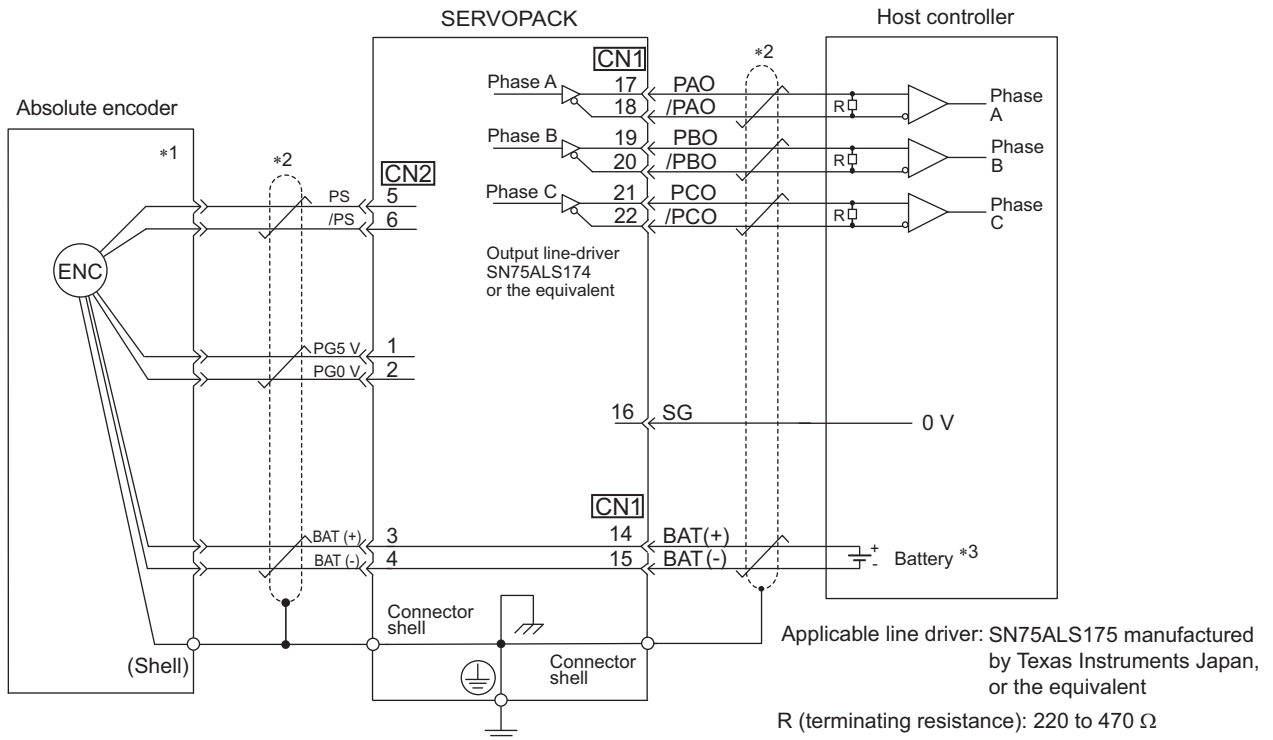 SERVOPACK
Host controller
Absolute encoder
*1
*2
CN2
PS
5
/PS
6
ENC
PG5 V
1
PG0 V
2
BAT (+)
3
BAT (-)
4
(Shell)
Connector
shell
CN1
Phase A
17
PAO
18
/PAO
Phase B
19
PBO
20
/PBO
Phase C
21
PCO
22
/PCO
Output line-driver
SN75ALS174
or the equivalent
16
SG
0 V
CN1
14
BAT(+)
15
BAT(-)
Connector
shell
*2
R
Phase
A
R
Phase
B
R
Phase
C
+
-
Battery *3
Applicable line driver: SN75ALS175 manufactured
by Texas Instruments Japan,
or the equivalent
R (terminating resistance): 220 to 470 Ω